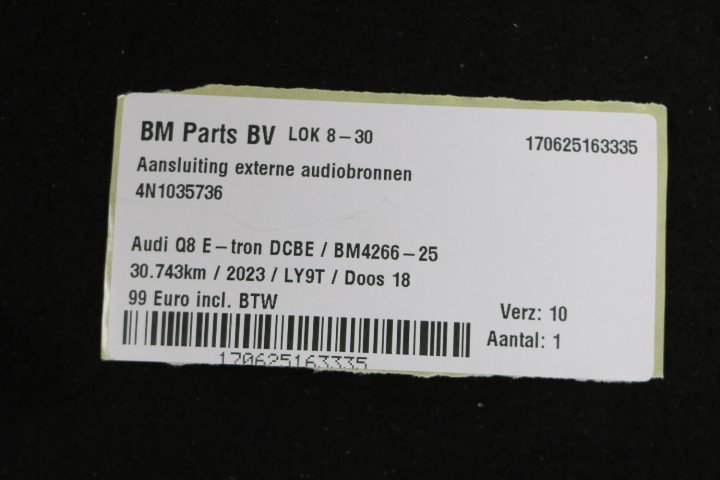 BM Parts BV LOK 8-30 170625163335
Aansluiting externe audiobronnen
4N1035736
Audi Q8 E-tron DCBE / BM4266-25
30.743km / 2023 / LY9T / Doos 18
99 Euro incl. BTW
Verz: 10
Aantal: 1
170625163335